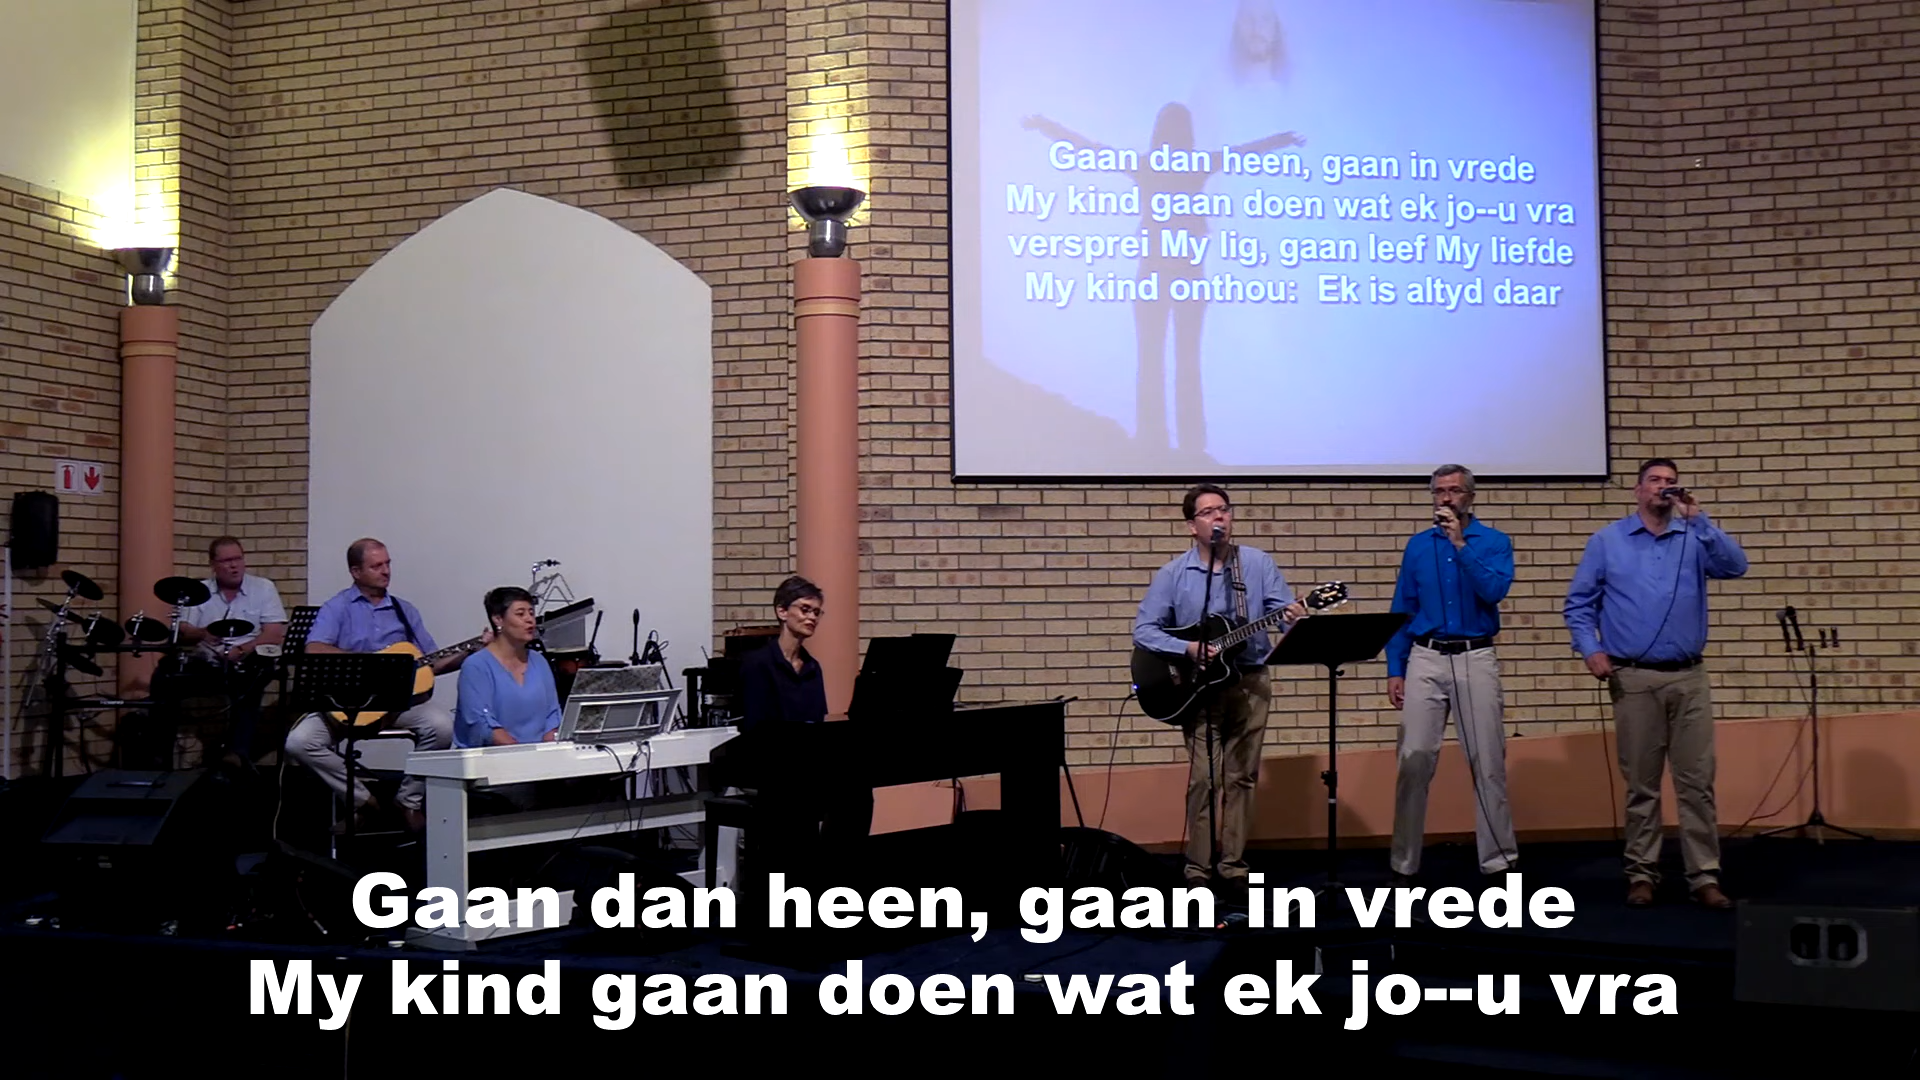 Gaan dan heen, gaan in vrede
My kind gaan doen wat ek jo--u vra
versprei My lig, gaan leef My liefde
My kind onthou:  Ek is altyd daar
Gaan dan heen, gaan in vrede
My kind gaan doen wat ek jo--u vra